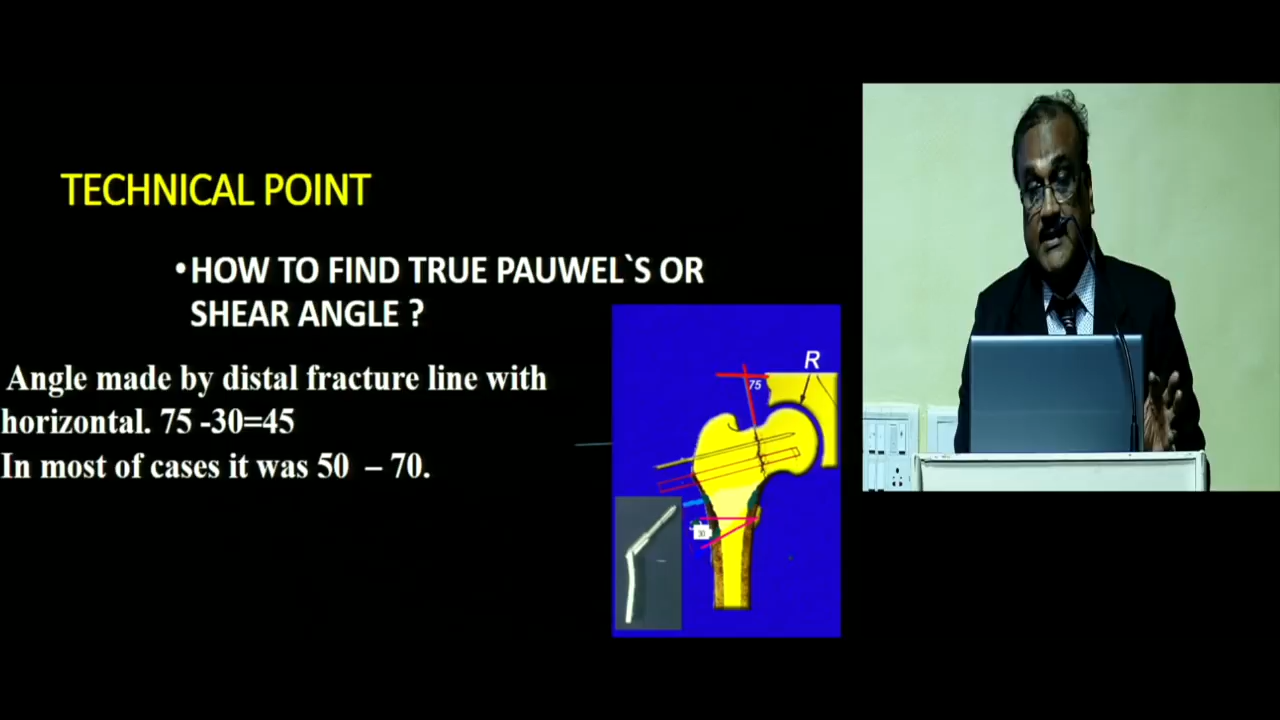 TECHNICAL POINT
•HOW TO FIND TRUE PAUWEL`S OR
SHEAR ANGLE ?
Angle made by distal fracture line with
horizontal. 75 -30=45
In most of cases it was 50 – 70.
R
75
30